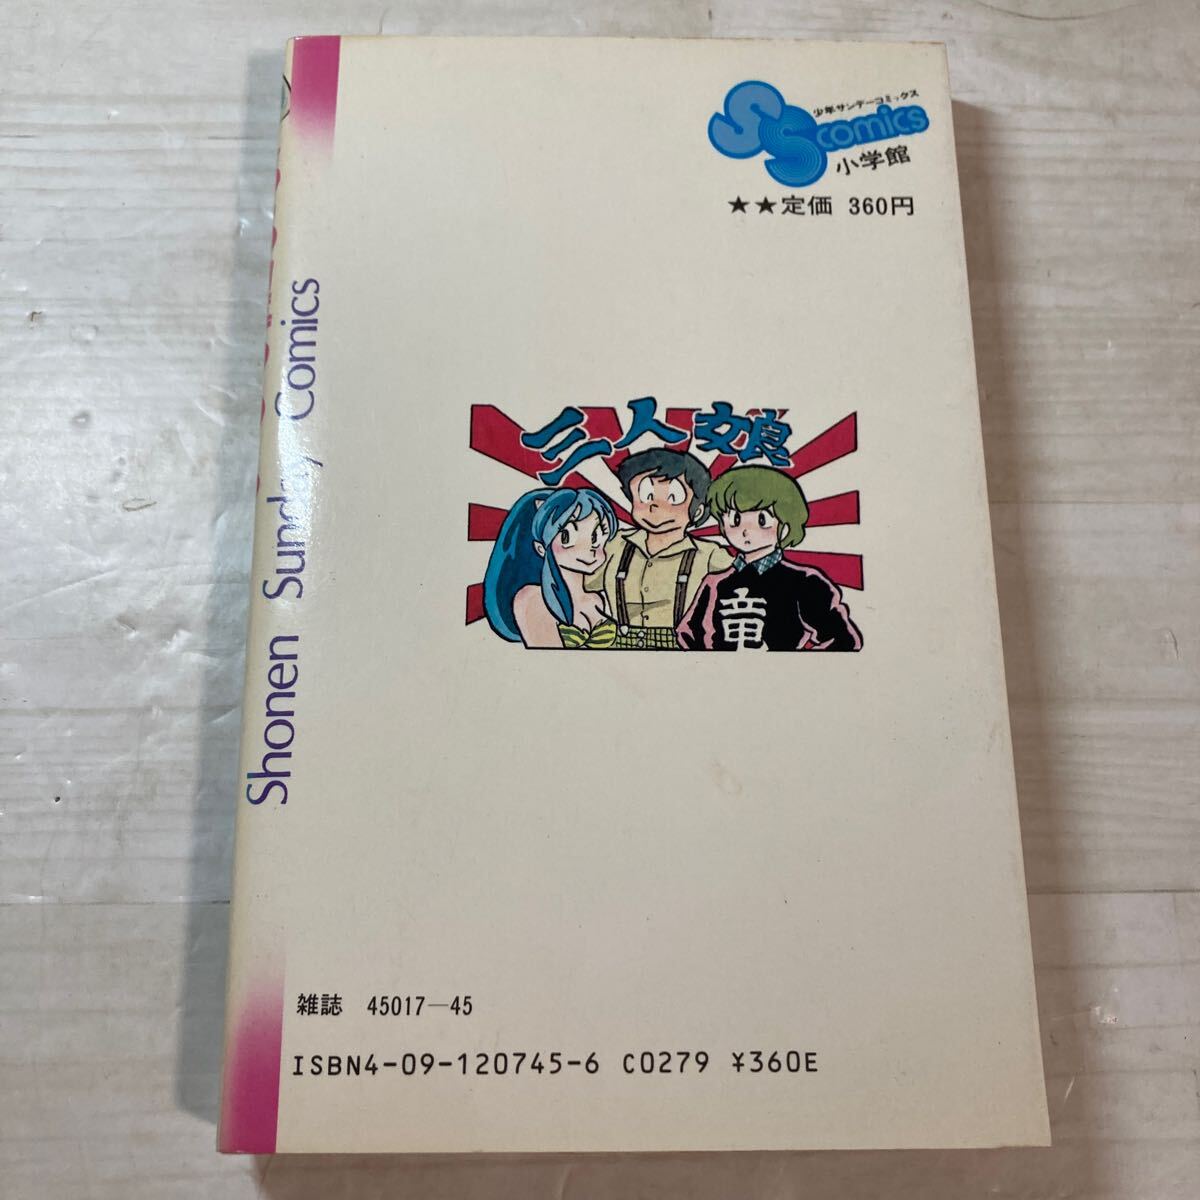 少年サンデーコミックス
SS comics
小学館
★★定価 360円
Shonen Sunday Comics
三人娘
竜
雑誌 45017-45
ISBN4-09-120745-6 C0279 ¥360E